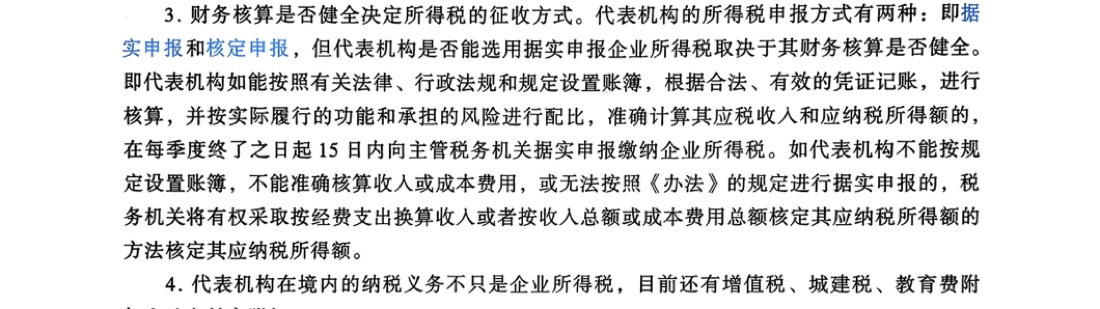 3. 财务核算是否健全决定所得税的征收方式。代表机构的所得税申报方式有两种：即据
实申报和核定申报，但代表机构是否能选用据实申报企业所得税取决于其财务核算是否健全。
即代表机构如能按照有关法律、行政法规和规定设置账簿，根据合法、有效的凭证记账，进行
核算，并按实际履行的功能和承担的风险进行配比，准确计算其应税收入和应纳税所得额的，
在每季度终了之日起 15 日内向主管税务机关据实申报缴纳企业所得税。如代表机构不能按规
定设置账簿，不能准确核算收入或成本费用，或无法按照《办法》的规定进行据实申报的，税
务机关将有权采取按经费支出换算收入或者按收入总额或成本费用总额核定其应纳税所得额的
方法核定其应纳税所得额。
4. 代表机构在境内的纳税义务不只是企业所得税，目前还有增值税、城建税、教育费附